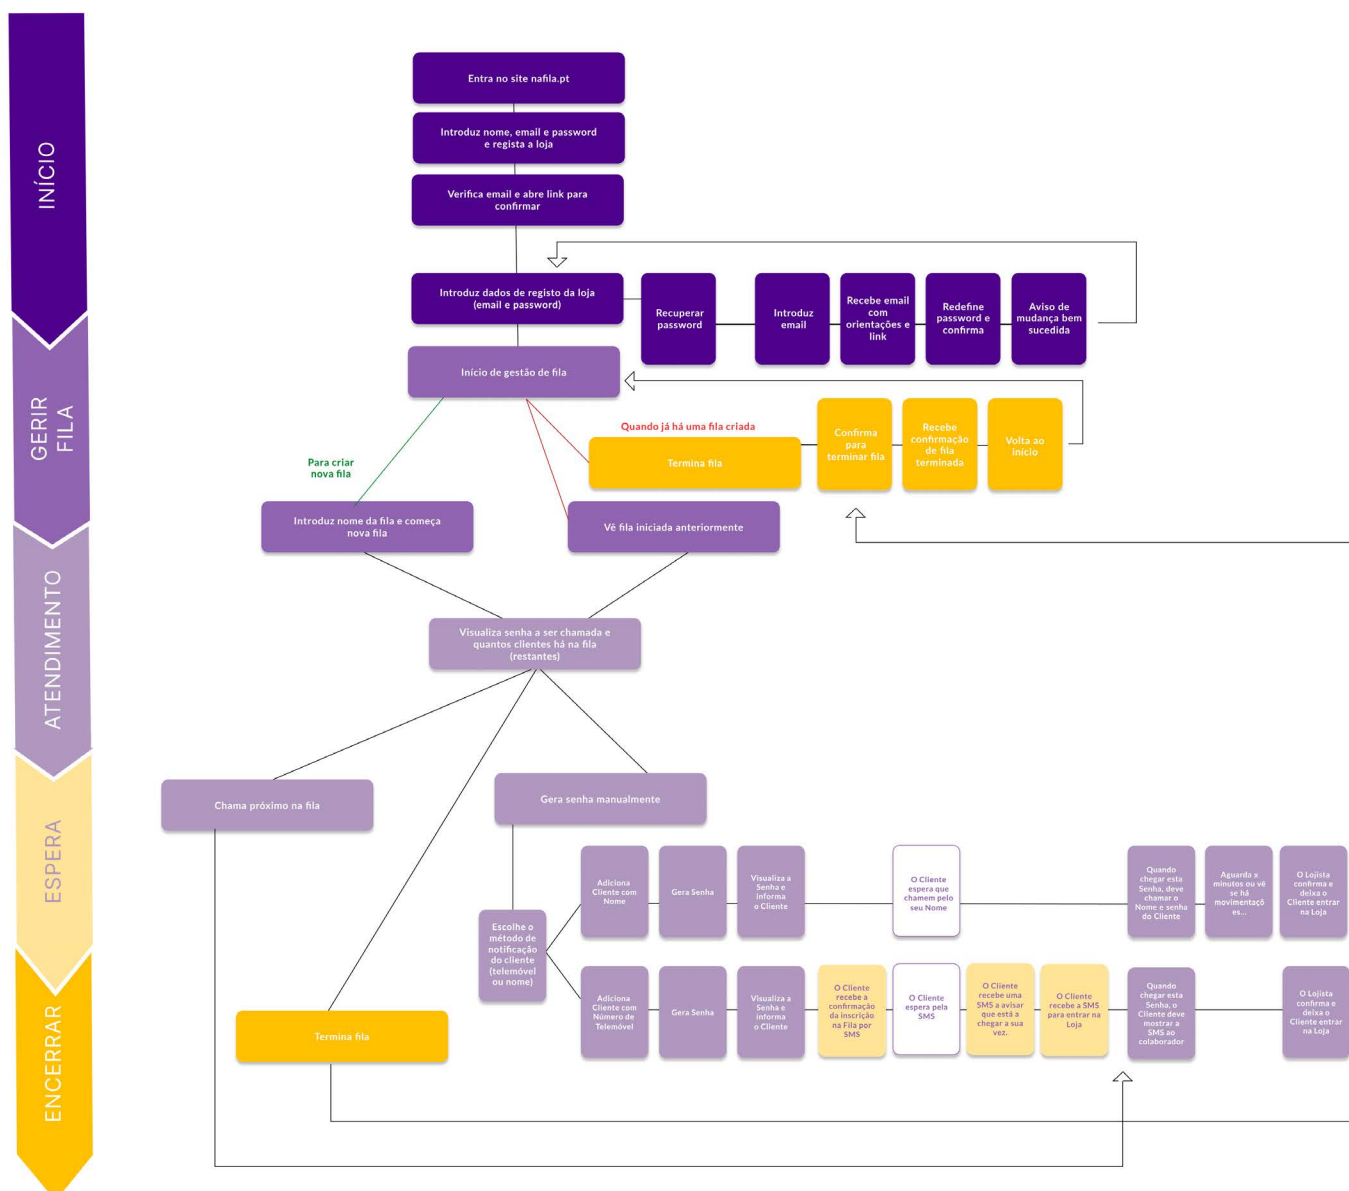 INÍCIO
GERIR
FILA
ATENDIMENTO
ESPERA
ENCERRAR
Entra no site nafila.pt
Introduz nome, email e password
e regista a loja
Verifica email e abre link para
confirmar
Introduz dados de registo da loja
(email e password)
Recuperar
password
Introduz
email
Recebe email
com
orientações e
link
Redefine
password e
confirma
Aviso de
mudança bem
sucedida
Início de gestão de fila
Para criar
nova fila
Quando já há uma fila criada
Termina fila
Confirma
para
terminar fila
Recebe
confirmação
de fila
terminada
Volta ao
início
Introduz nome da fila e começa
nova fila
Vê fila iniciada anteriormente
Visualiza senha a ser chamada e
quantos clientes há na fila
(restantes)
Chama próximo na fila
Gera senha manualmente
Escolhe o
método de
notificação
do cliente
(telemóvel
ou nome)
Adiciona
Cliente com
Nome
Gera Senha
Visualiza a
Senha e
informa
o Cliente
O Cliente
espera que
chamem pelo
seu Nome
Quando
chegar esta
Senha, deve
chamar o
Nome e senha
do Cliente
Aguarda x
minutos ou vê
se há
movimentaçõ
es...
O Lojista
confirma e
deixa o
Cliente entrar
na Loja
Adiciona
Cliente com
Número de
Telemóvel
Gera Senha
Visualiza a
Senha e
informa
o Cliente
O Cliente
recebe a
confirmação
da inscrição
na Fila por
SMS
O Cliente
espera pela
SMS
O Cliente
recebe uma
SMS a avisar
que está a
chegar a sua
vez.
O Cliente
recebe a SMS
para entrar na
Loja
Quando
chegar esta
Senha, o
Cliente deve
mostrar a
SMS ao
colaborador
O Lojista
confirma e
deixa o
Cliente entrar
na Loja
Termina fila